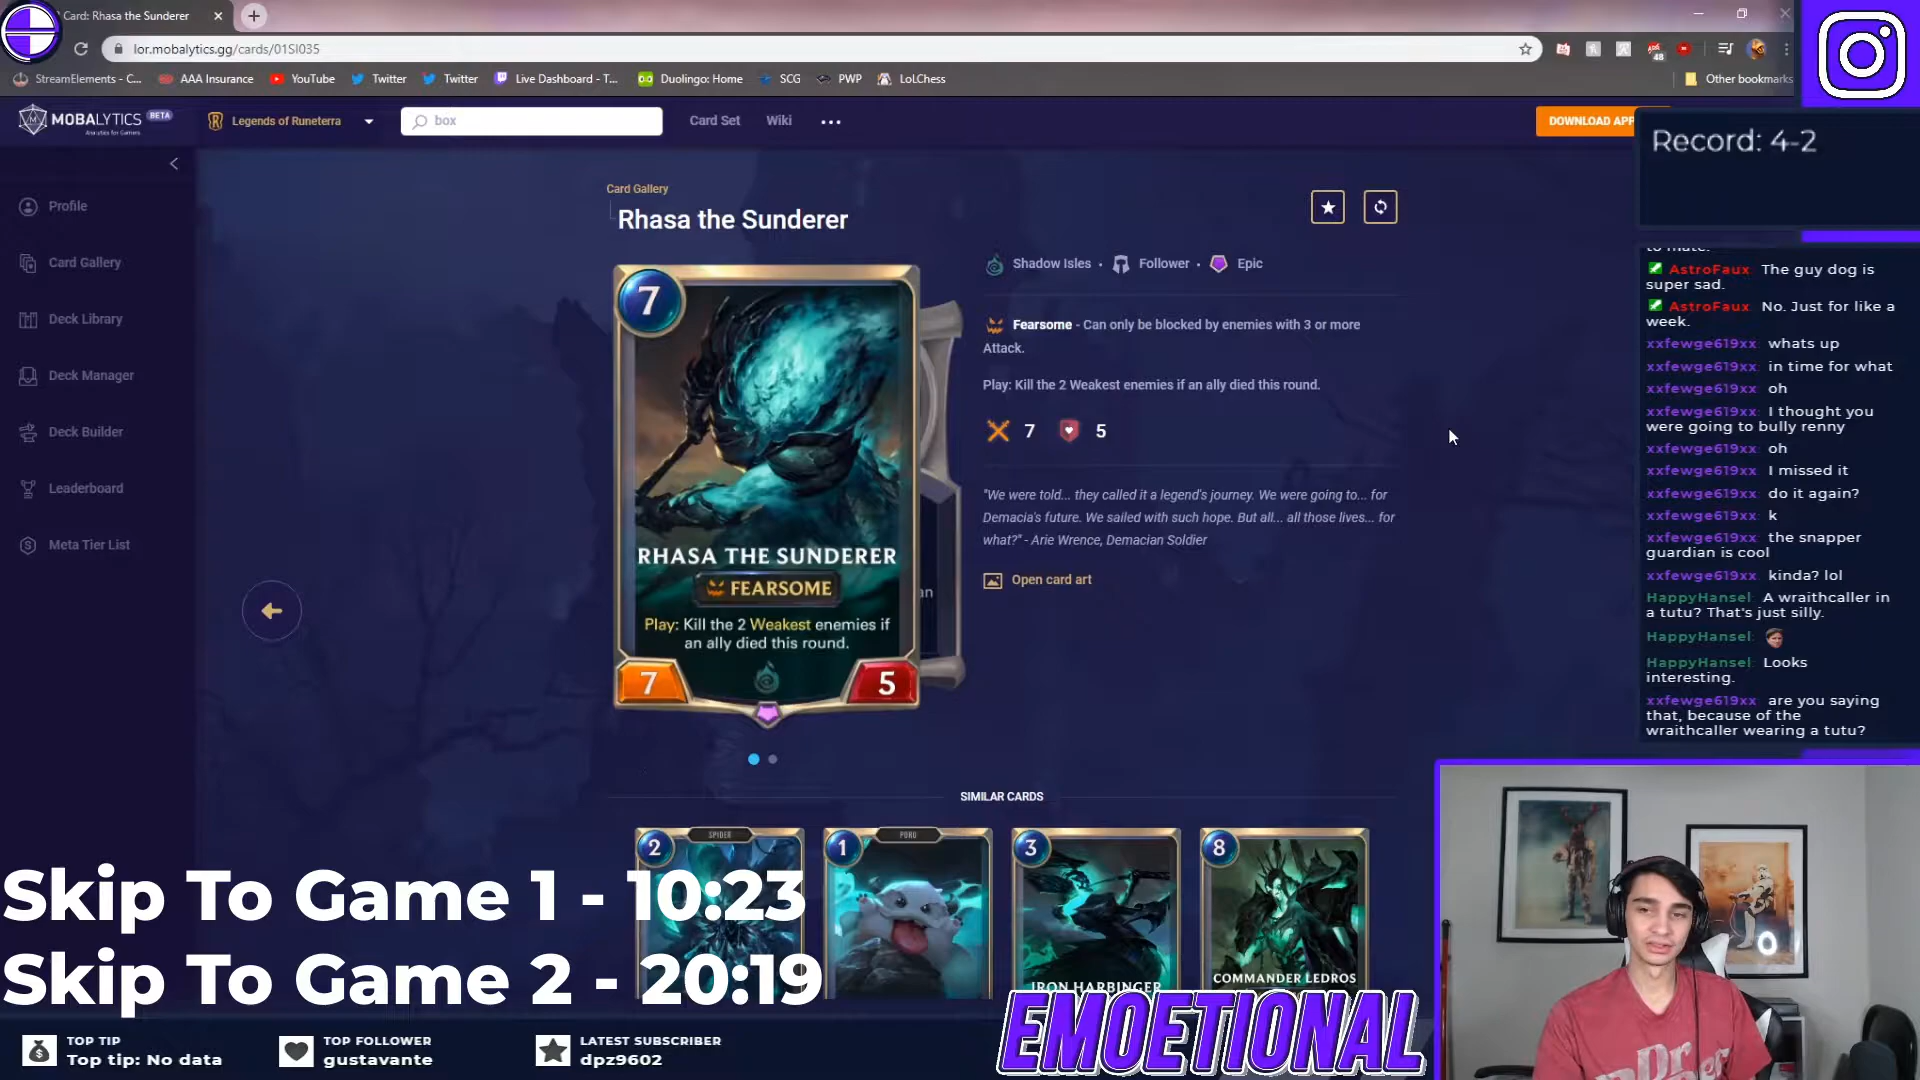 Card: Rhasa the Sunderer
lor.mobalytics.gg/cards/01SI035
48
StreamElements - C...
AAA Insurance
YouTube
Twitter
Twitter
Live Dashboard - T...
Duolingo: Home
SCG
PWP
LoLChess
Other bookmarks
MOBALYTICS BETA
Analytics for Gamers
Legends of Runeterra
box
Card Set
Wiki
DOWNLOAD APP
Record: 4-2
Profile
Card Gallery
Deck Library
Deck Manager
Deck Builder
Leaderboard
Meta Tier List
Card Gallery
Rhasa the Sunderer
7
RHASA THE SUNDERER
FEARSOME
Play: Kill the 2 Weakest enemies if
an ally died this round.
7
5
an
Shadow Isles • Follower • Epic
Fearsome - Can only be blocked by enemies with 3 or more
Attack.
Play: Kill the 2 Weakest enemies if an ally died this round.
7 5
"We were told... they called it a legend's journey. We were going to... for
Demacia's future. We sailed with such hope. But all... all those lives... for
what?" - Arie Wrence, Demacian Soldier
Open card art
SIMILAR CARDS
2
SPIDER
1
PORO
3
IRON HARBINGER
8
COMMANDER LEDROS
to mate.
AstroFaux: The guy dog is
super sad.
AstroFaux: No. Just for like a
week.
xxfewge619xx: whats up
xxfewge619xx: in time for what
xxfewge619xx: oh
xxfewge619xx: I thought you
were going to bully renny
xxfewge619xx: oh
xxfewge619xx: I missed it
xxfewge619xx: do it again?
xxfewge619xx: k
xxfewge619xx: the snapper
guardian is cool
xxfewge619xx: kinda? lol
HappyHansel: A wraithcaller in
a tutu? That's just silly.
HappyHansel:
HappyHansel: Looks
interesting.
xxfewge619xx: are you saying
that, because of the
wraithcaller wearing a tutu?
Skip To Game 1 - 10:23
Skip To Game 2 - 20:19
TOP TIP
Top tip: No data
TOP FOLLOWER
gustavante
LATEST SUBSCRIBER
dpz9602
EMOETIONAL
Dr